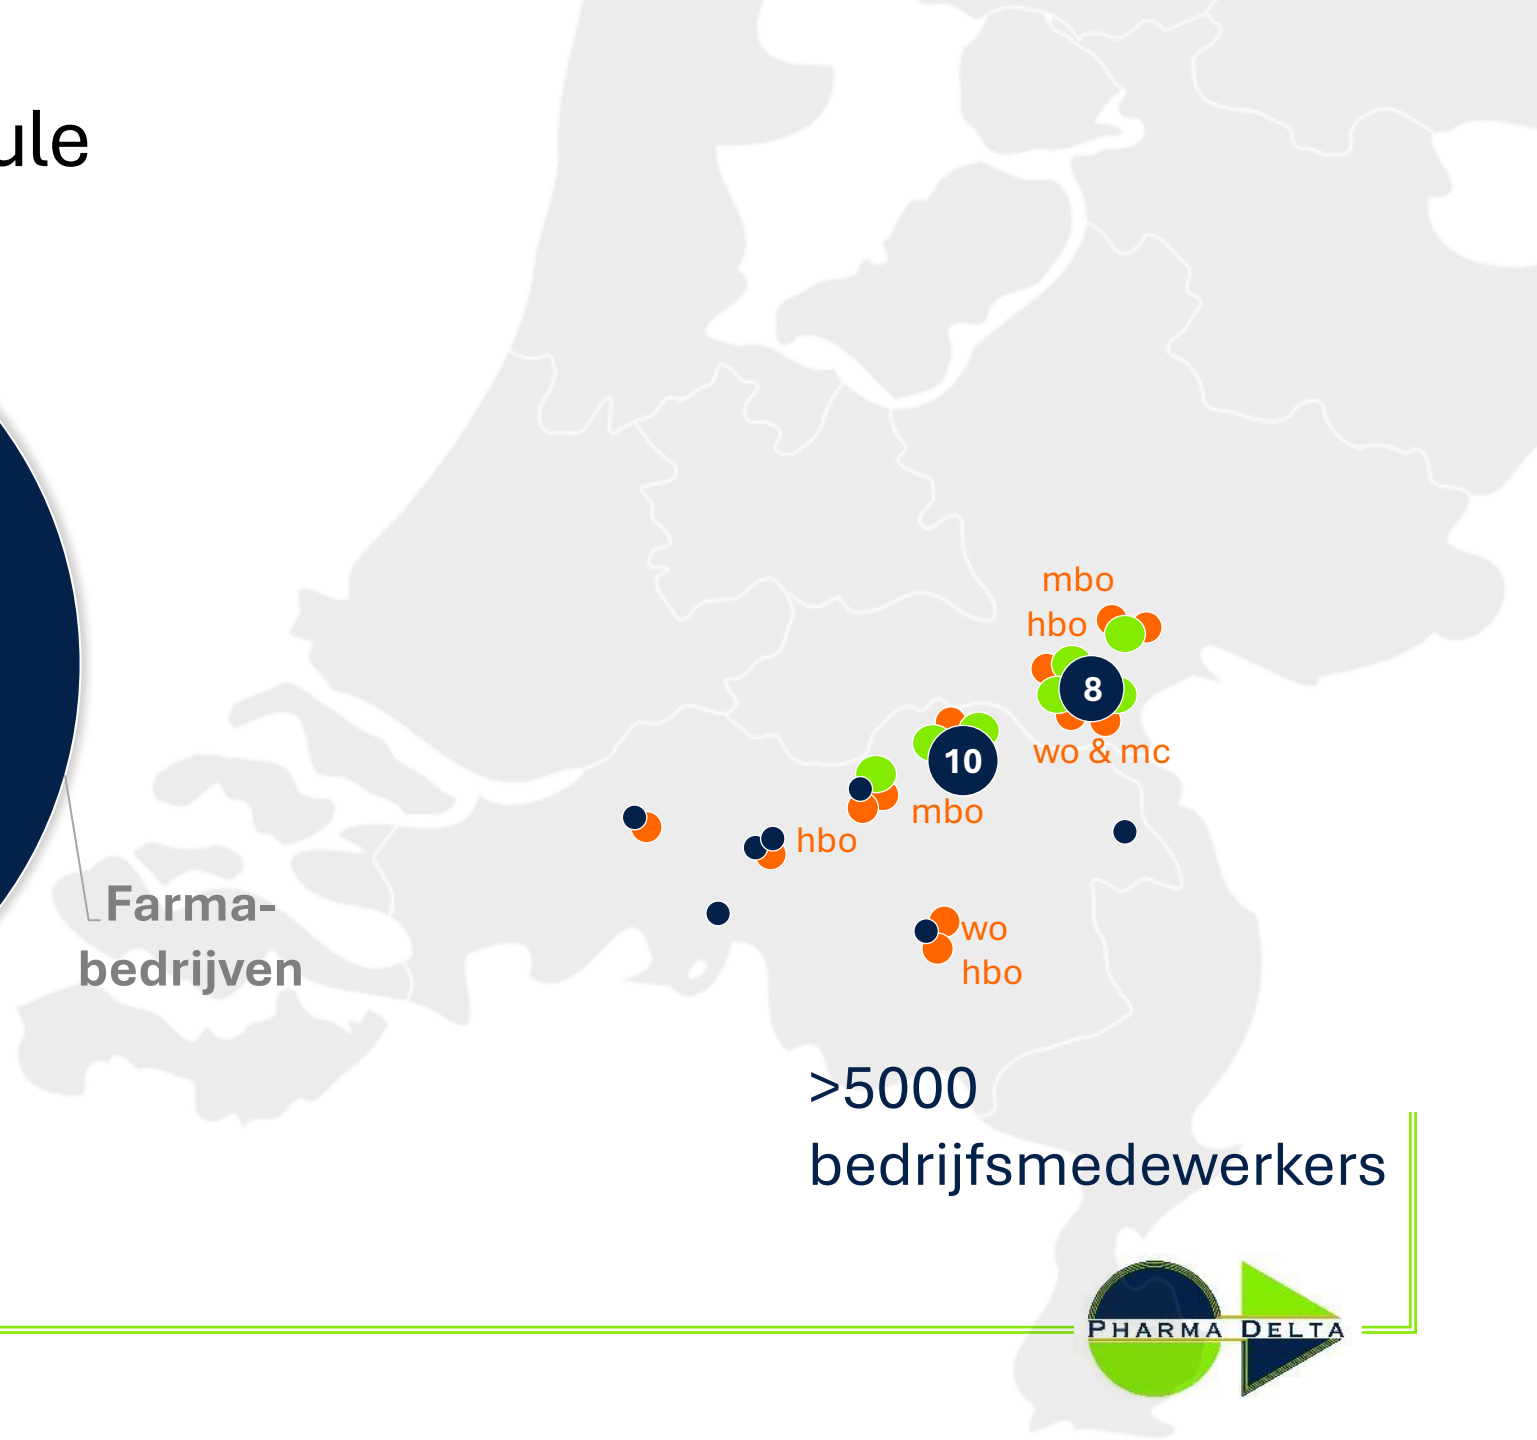 ule
mbo
hbo
8
wo & mc
10
mbo
hbo
Farma-
bedrijven
wo
hbo
>5000
bedrijfsmedewerkers
PHARMA DELTA